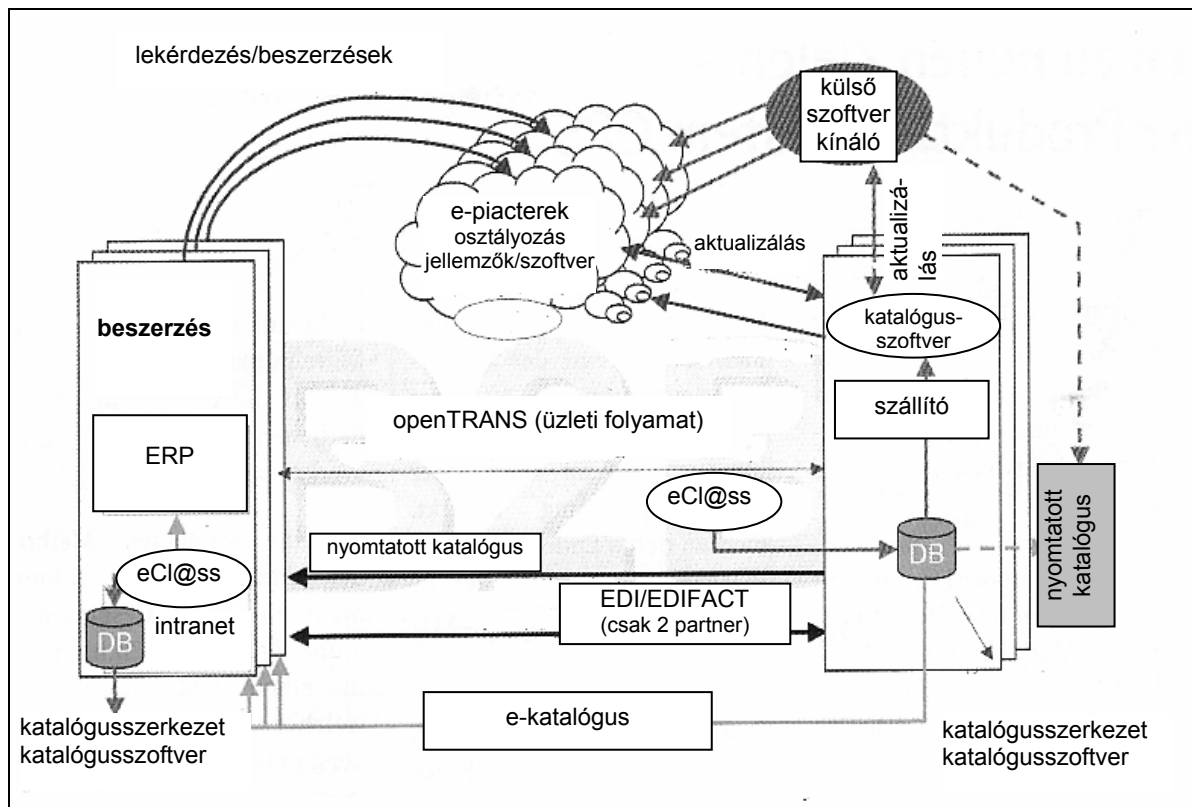 lekérdezés/beszerzések
külső
szoftver
kínáló
e-piacterek
osztályozás
jellemzők/szoftver
aktualizálás
aktualizá-
lás
beszerzés
katalógus-
szoftver
szállító
openTRANS (üzleti folyamat)
ERP
eCl@ss
nyomtatott katalógus
eCl@ss
DB
nyomtatott
katalógus
EDI/EDIFACT
(csak 2 partner)
intranet
DB
e-katalógus
katalógusszerkezet
katalógusszoftver
katalógusszerkezet
katalógusszoftver